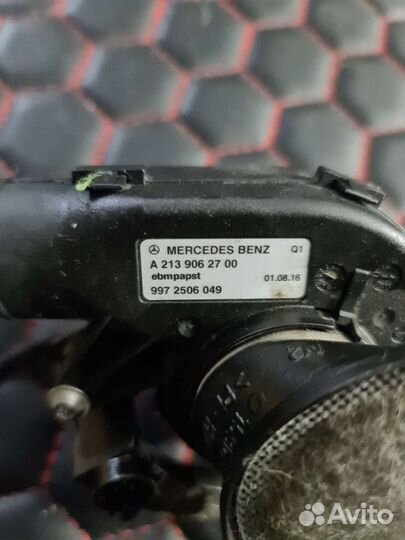 MERCEDES BENZ Q1
A 213 906 27 00
ebmpapst 01.08.16
997 2506 049
Avito